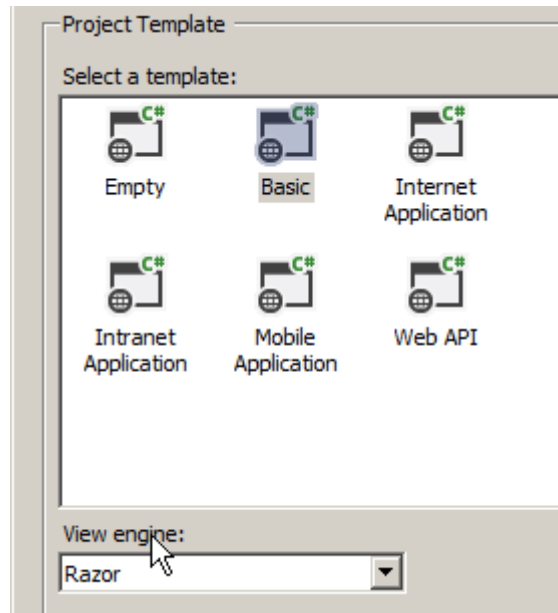 Project Template
Select a template:
C# C# C#
Empty Basic Internet
Application
C# C# C#
Intranet Mobile Web API
Application Application
View engine:
Razor